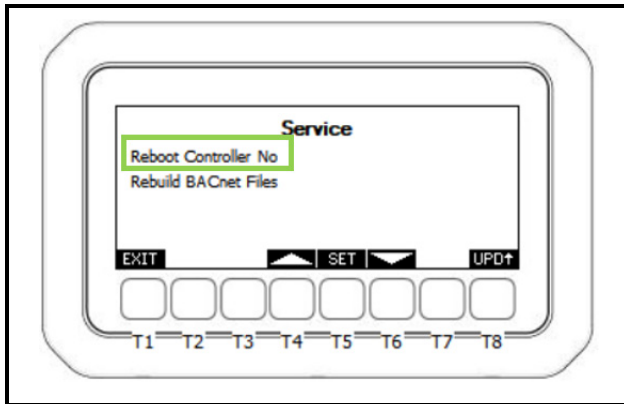 Service
Reboot Controller No
Rebuild BACnet Files
EXIT SET UPD↑
T1 T2 T3 T4 T5 T6 T7 T8